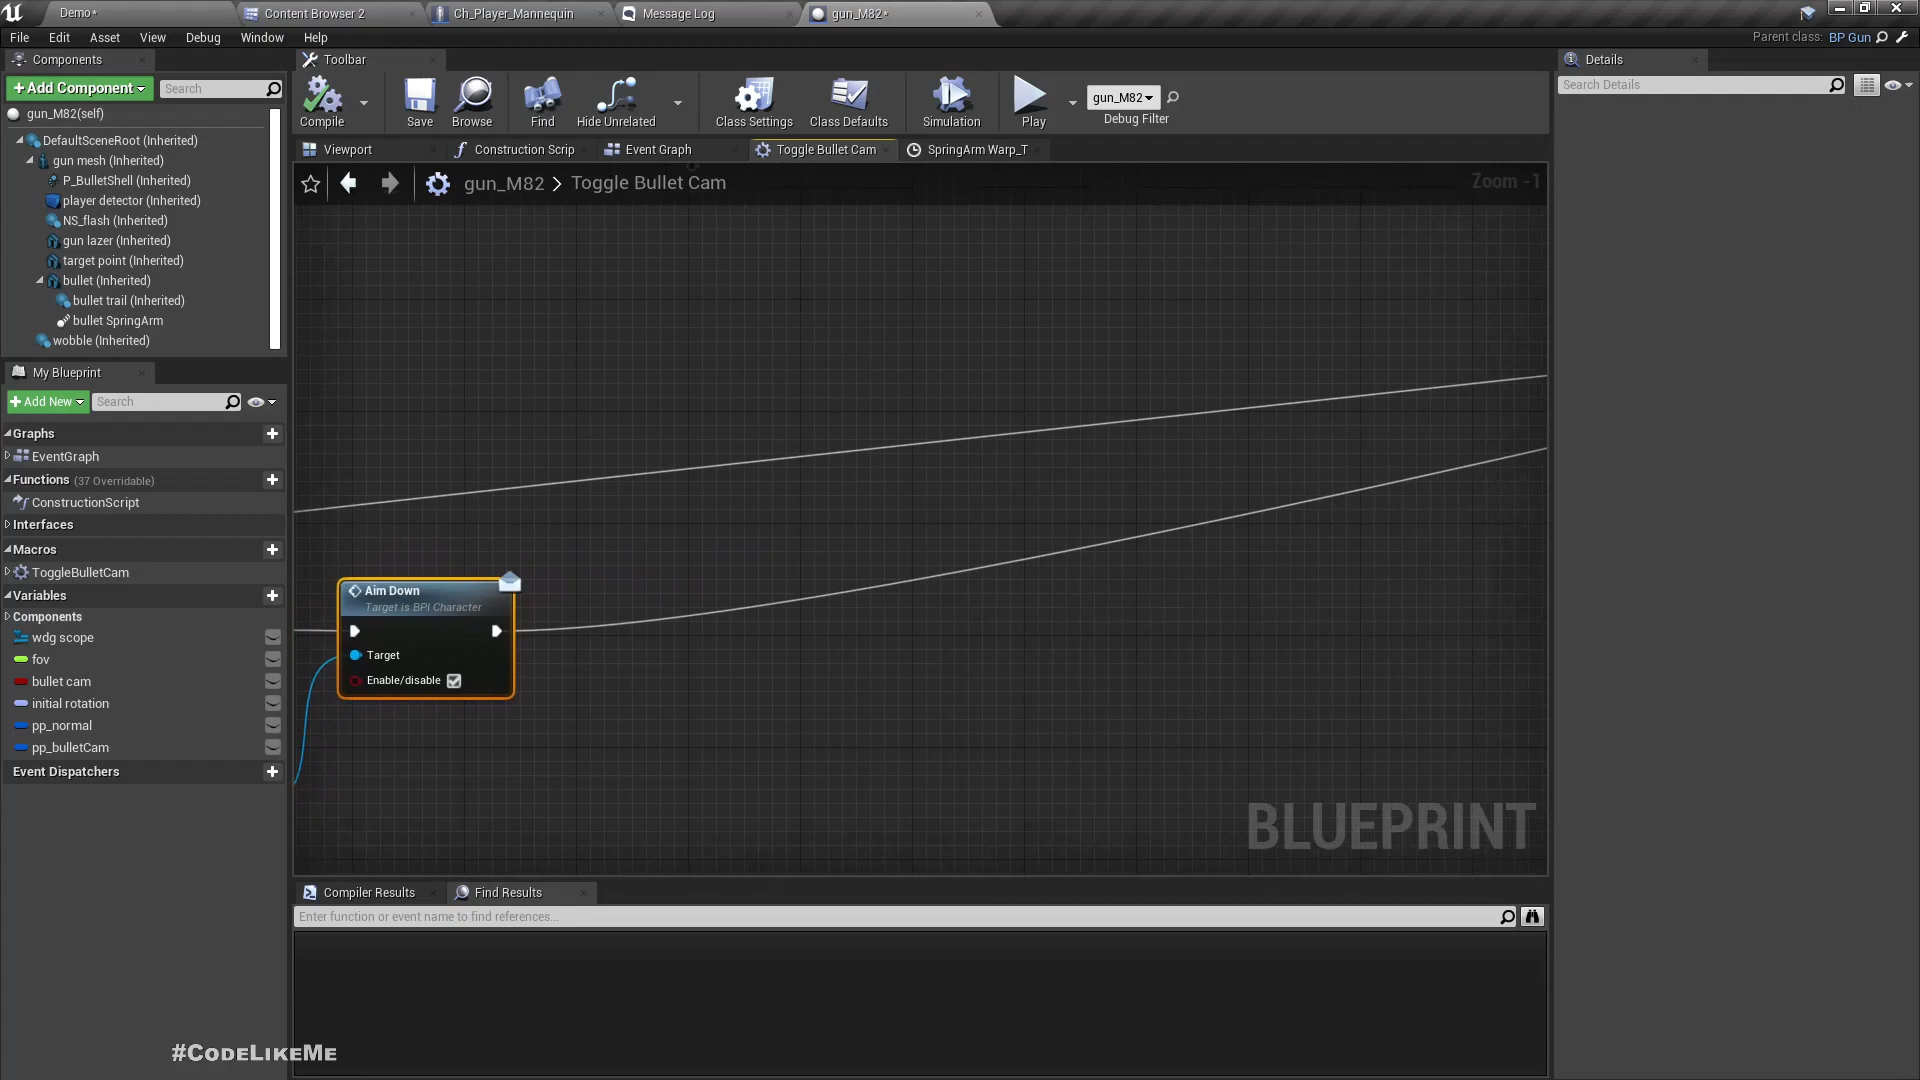 Demo*
Content Browser 2
Ch_Player_Mannequin
Message Log
gun_M82*
File
Edit
Asset
View
Debug
Window
Help
Parent class: BP Gun
Components
+Add Component
Search
gun_M82(self)
DefaultSceneRoot (Inherited)
gun mesh (Inherited)
P_BulletShell (Inherited)
player detector (Inherited)
NS_flash (Inherited)
gun lazer (Inherited)
target point (Inherited)
bullet (Inherited)
bullet trail (Inherited)
bullet SpringArm
wobble (Inherited)
My Blueprint
+Add New
Search
Graphs
EventGraph
Functions (37 Overridable)
ConstructionScript
Interfaces
Macros
ToggleBulletCam
Variables
Components
wdg scope
fov
bullet cam
initial rotation
pp_normal
pp_bulletCam
Event Dispatchers
Toolbar
Compile
Save
Browse
Find
Hide Unrelated
Class Settings
Class Defaults
Simulation
Play
gun_M82
Debug Filter
Viewport
Construction Scrip
Event Graph
Toggle Bullet Cam
SpringArm Warp_T
gun_M82 > Toggle Bullet Cam
Zoom -1
Aim Down
Target is BPI Character
Target
Enable/disable
BLUEPRINT
Compiler Results
Find Results
Enter function or event name to find references...
Details
Search Details
#CodeLikeMe